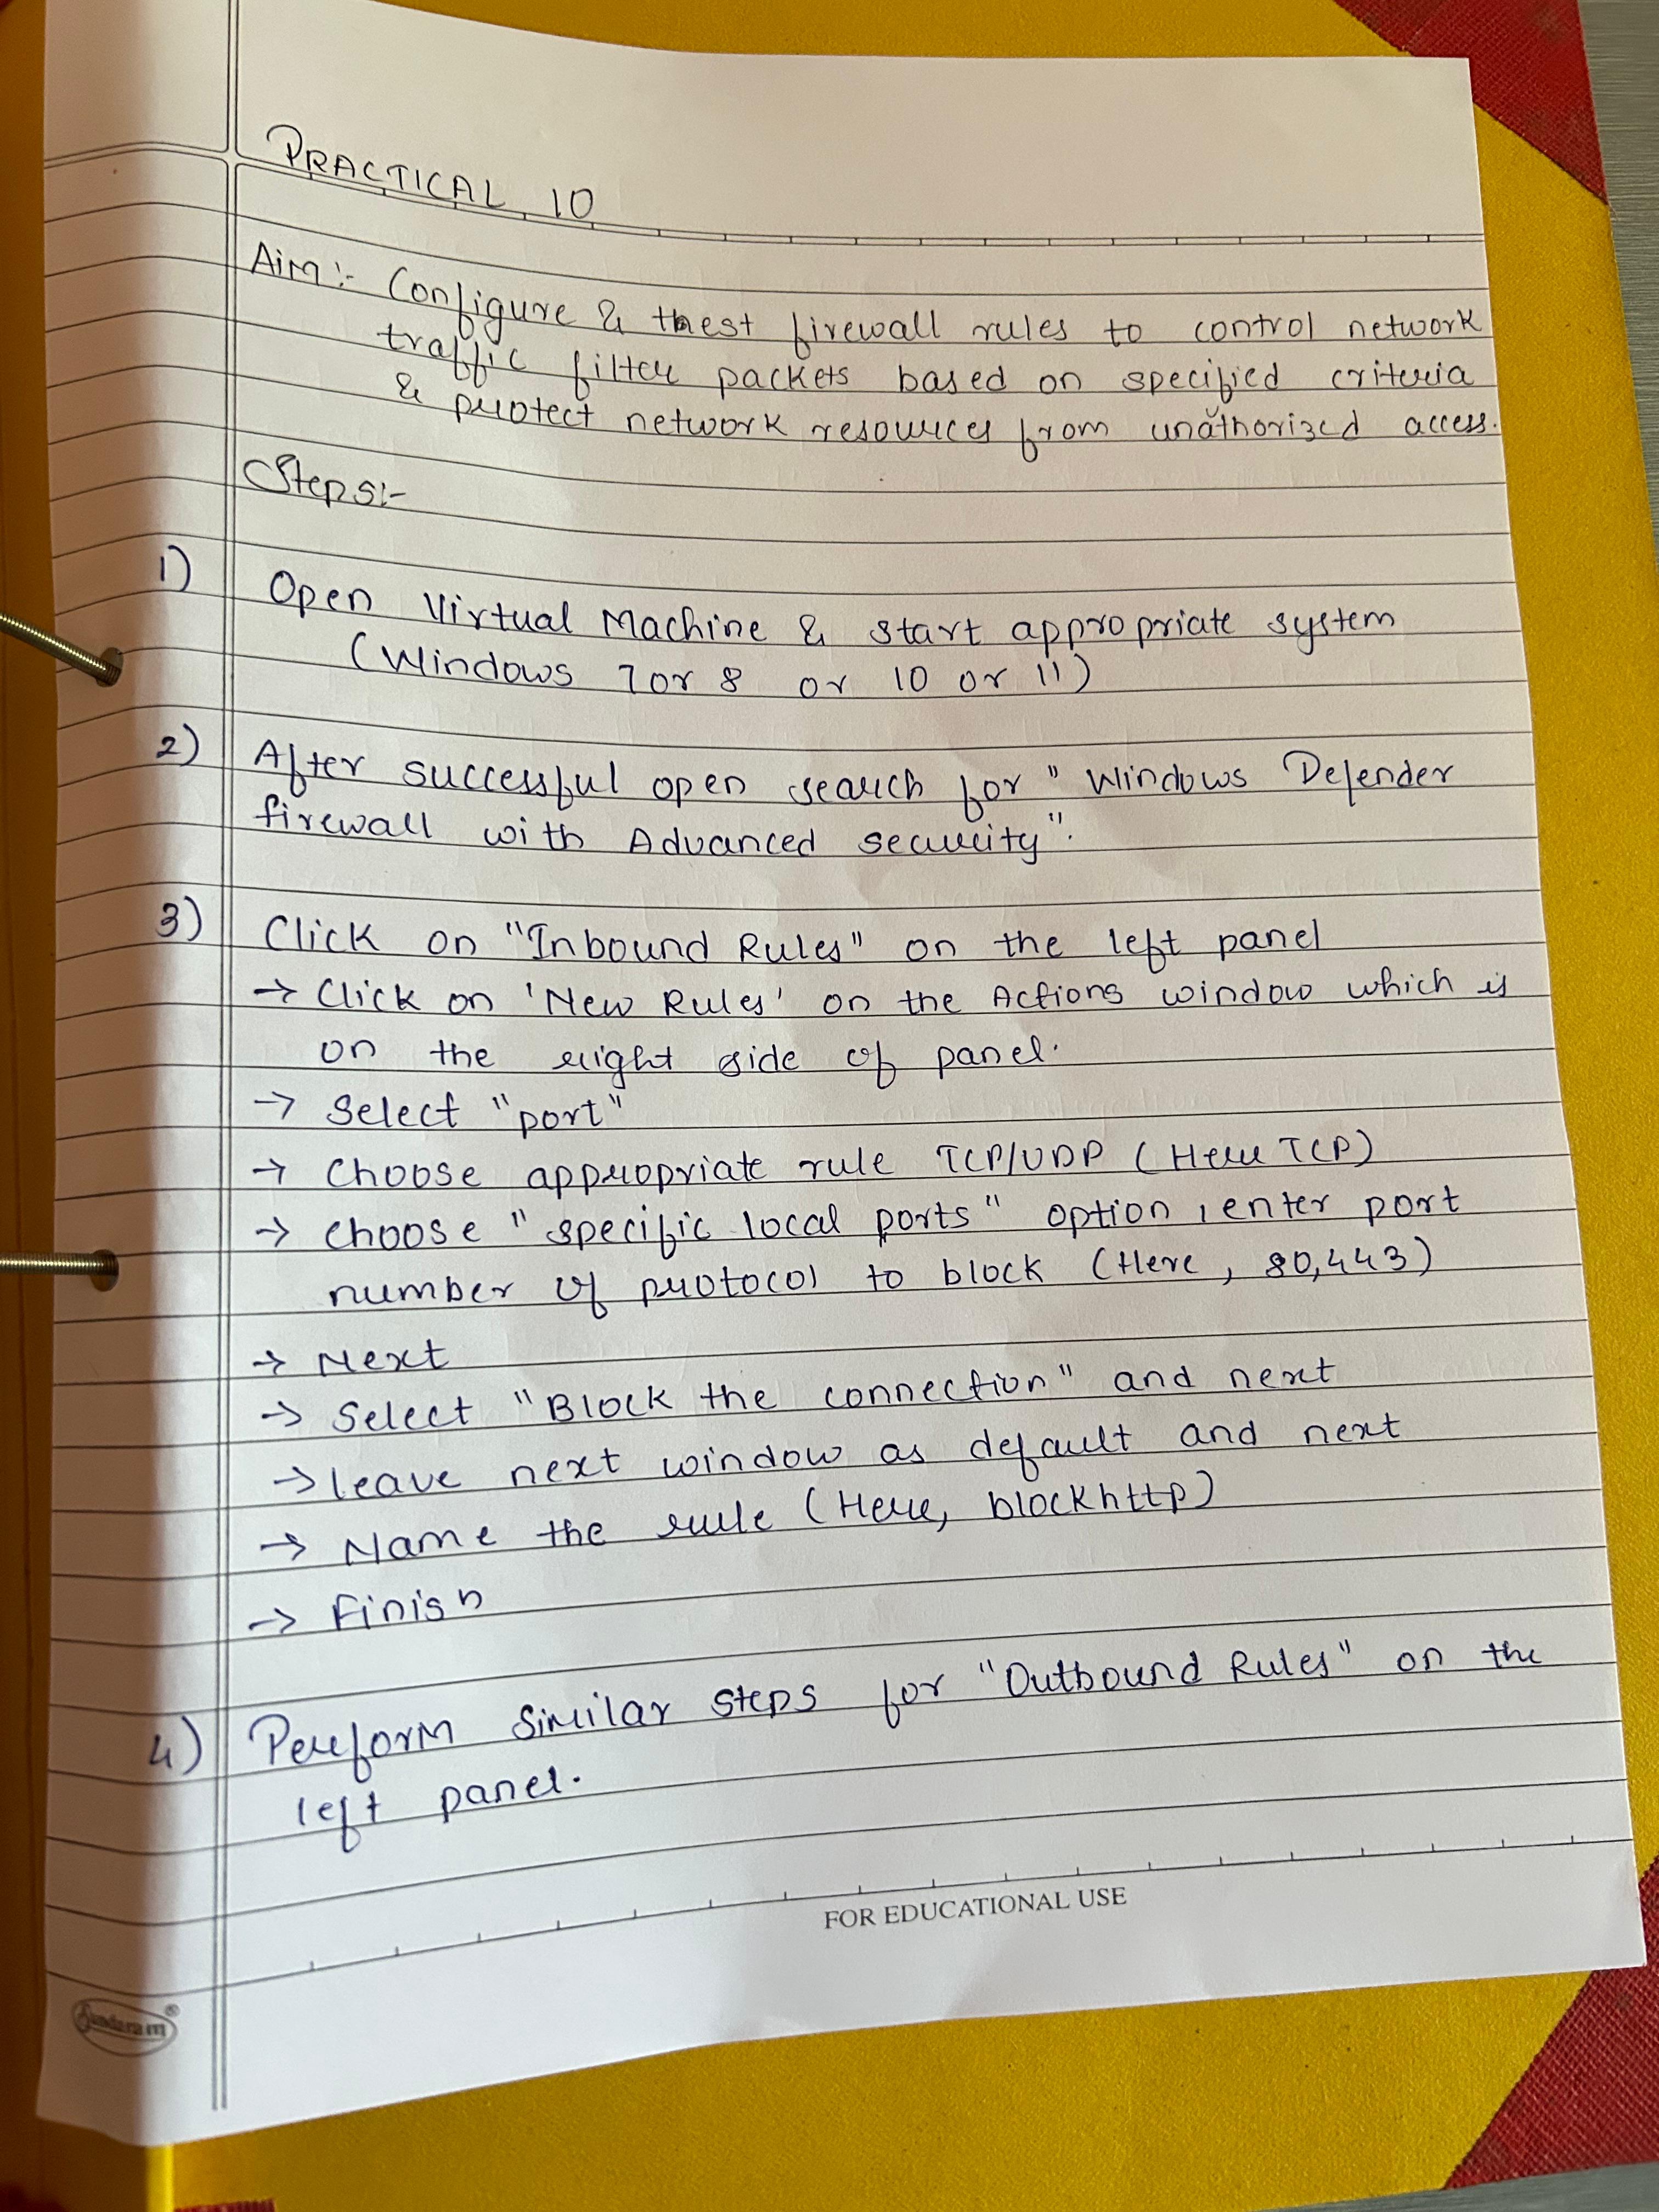 PRACTICAL 10
Aim:- Configure & test firewall rules to control network
traffic filter packets based on specified criteria
& protect network resources from unathorized access.
Steps:-
1) Open Virtual Machine & start appropriate system
(Windows 7 or 8 or 10 or 11)
2) After successful open search for "Windows Defender
firewall with Advanced security".
3) Click on "Inbound Rules" on the left panel
→ Click on 'New Rules' on the Actions window which is
on the right side of panel.
→ Select "port"
→ Choose appropriate rule TCP/UDP (Here TCP)
→ choose "specific local ports" option, enter port
number of protocol to block (Here, 80,443)
→ Next
→ Select "Block the connection" and next
→ leave next window as default and next
→ Name the rule (Here, blockhttp)
→ Finish
4) Perform similar steps for "Outbound Rules" on the
left panel.
FOR EDUCATIONAL USE
Sundaram®